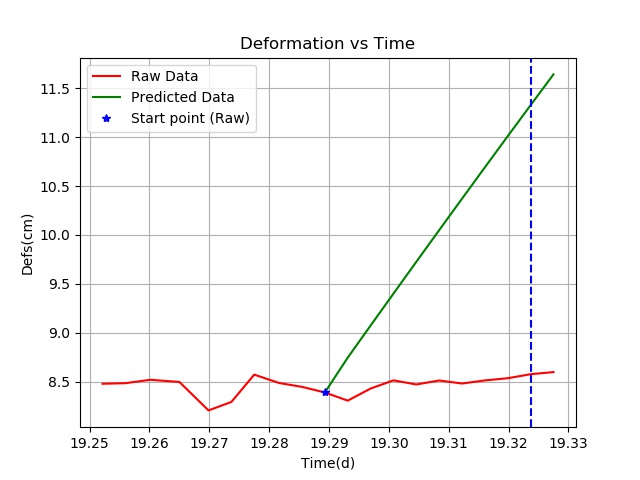 Deformation vs Time
Raw Data
Predicted Data
Start point (Raw)
11.5
11.0
10.5
10.0
9.5
9.0
8.5
Defs(cm)
19.25 19.26 19.27 19.28 19.29 19.30 19.31 19.32 19.33
Time(d)